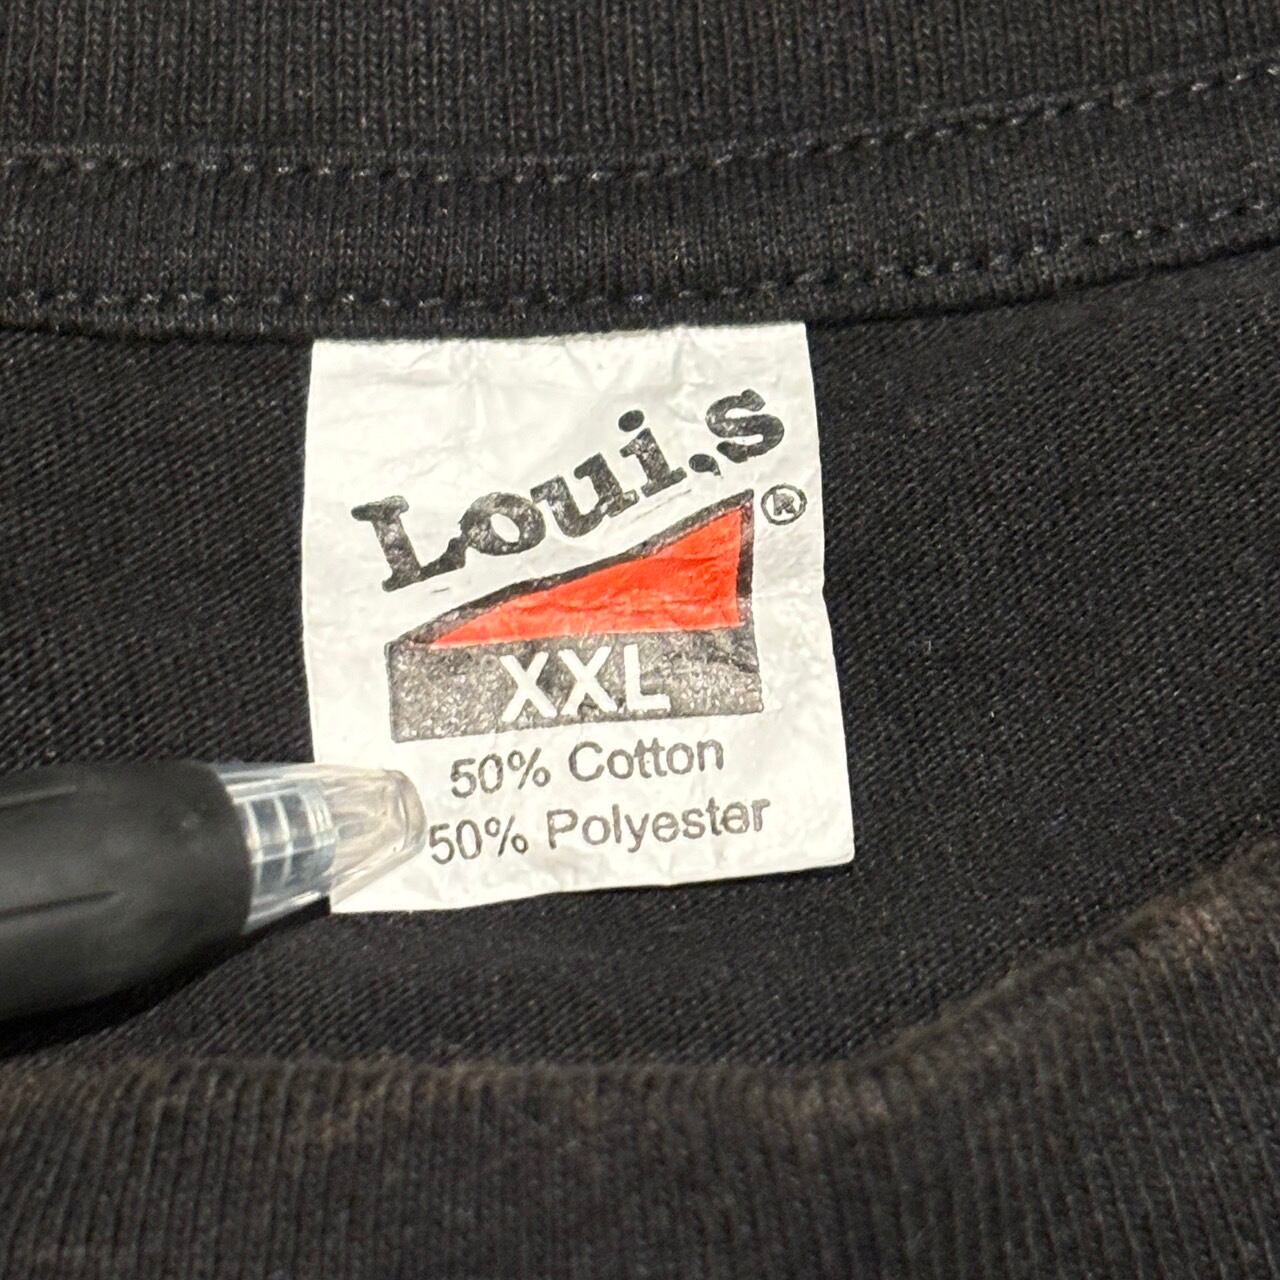 Loui,s
®
XXL
50% Cotton
50% Polyester